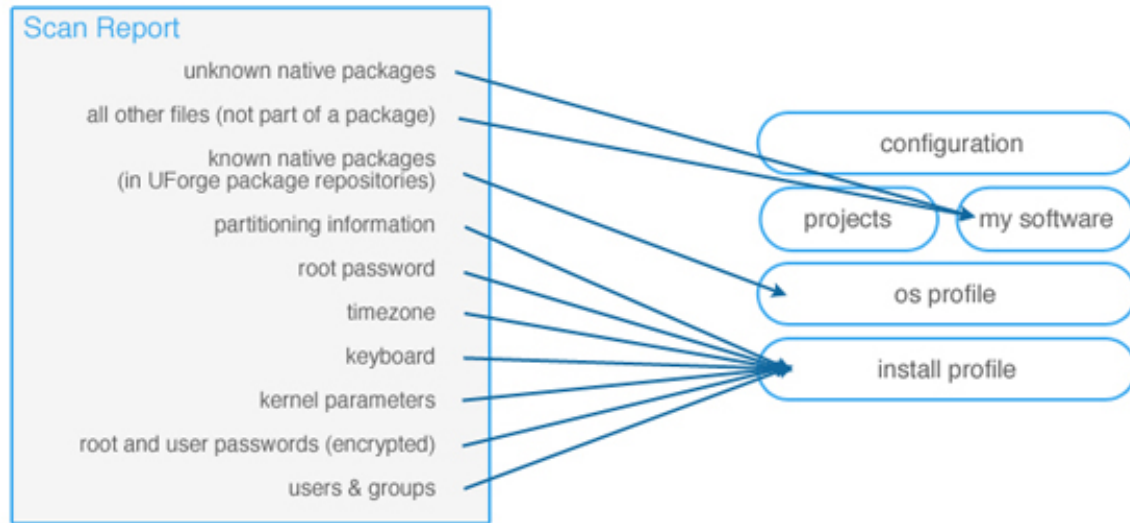 Scan Report
unknown native packages
all other files (not part of a package)
known native packages
(in UForge package repositories)
partitioning information
root password
timezone
keyboard
kernel parameters
root and user passwords (encrypted)
users & groups
configuration
projects
my software
os profile
install profile